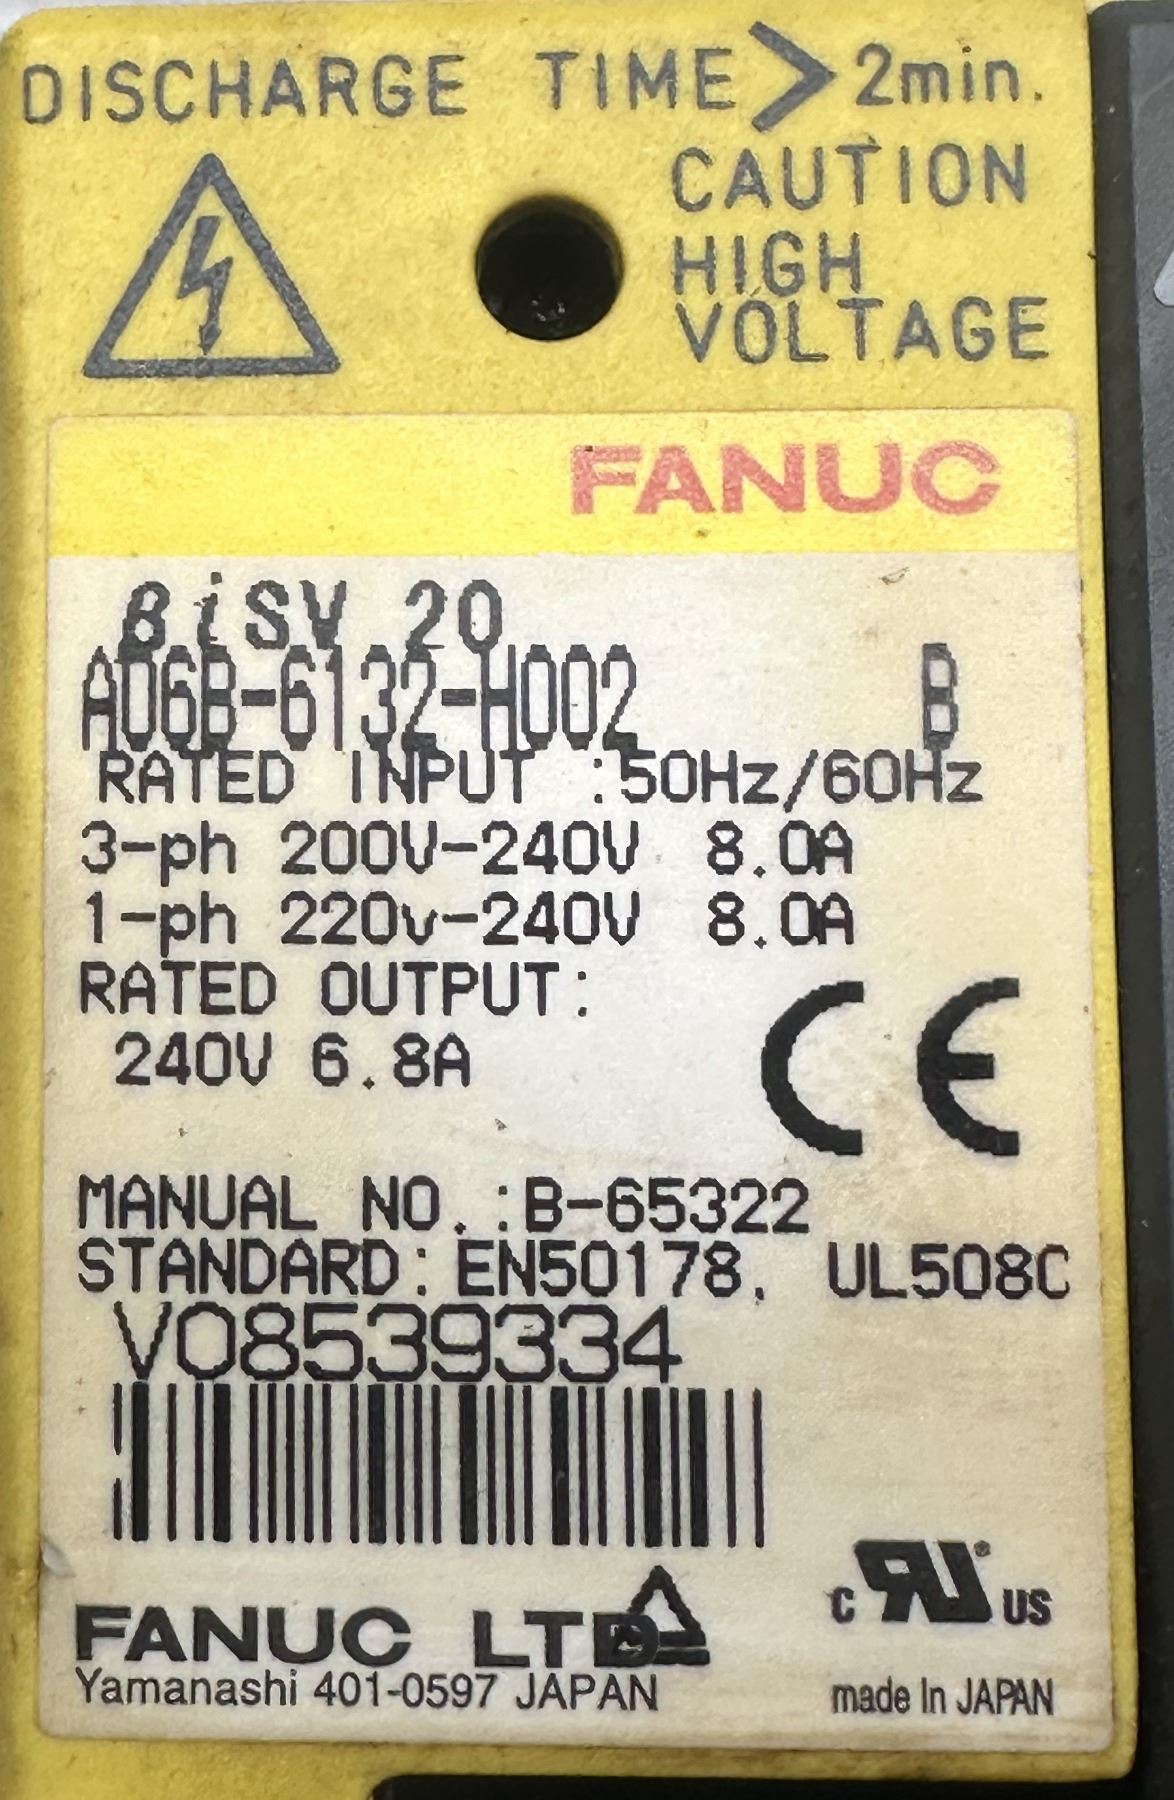 DISCHARGE TIME > 2min.
CAUTION
HIGH
VOLTAGE
FANUC
βiSV 20
A06B-6132-H002 B
RATED INPUT :50Hz/60Hz
3-ph 200V-240V 8.0A
1-ph 220v-240V 8.0A
RATED OUTPUT:
240V 6.8A
CE
MANUAL NO. :B-65322
STANDARD: EN50178, UL508C
V08539334
FANUC LTD
Yamanashi 401-0597 JAPAN
c RU ® US
made In JAPAN